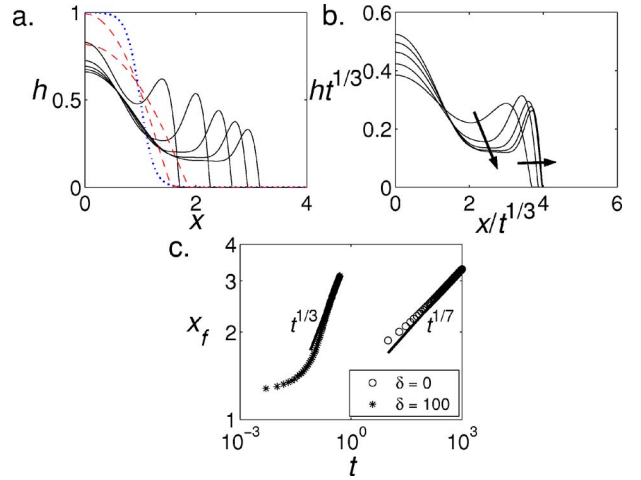 a.
1
h
0.5
0
0 1 2 3 4
x
b.
0.6
ht^{1/3}
0.4
0.2
0
0 2 4 6
x/t^{1/3}
c.
4
3
x_f
2
1
t^{1/3}
t^{1/7}
○ δ = 0
* δ = 100
10^{-3} 10^0 10^3
t